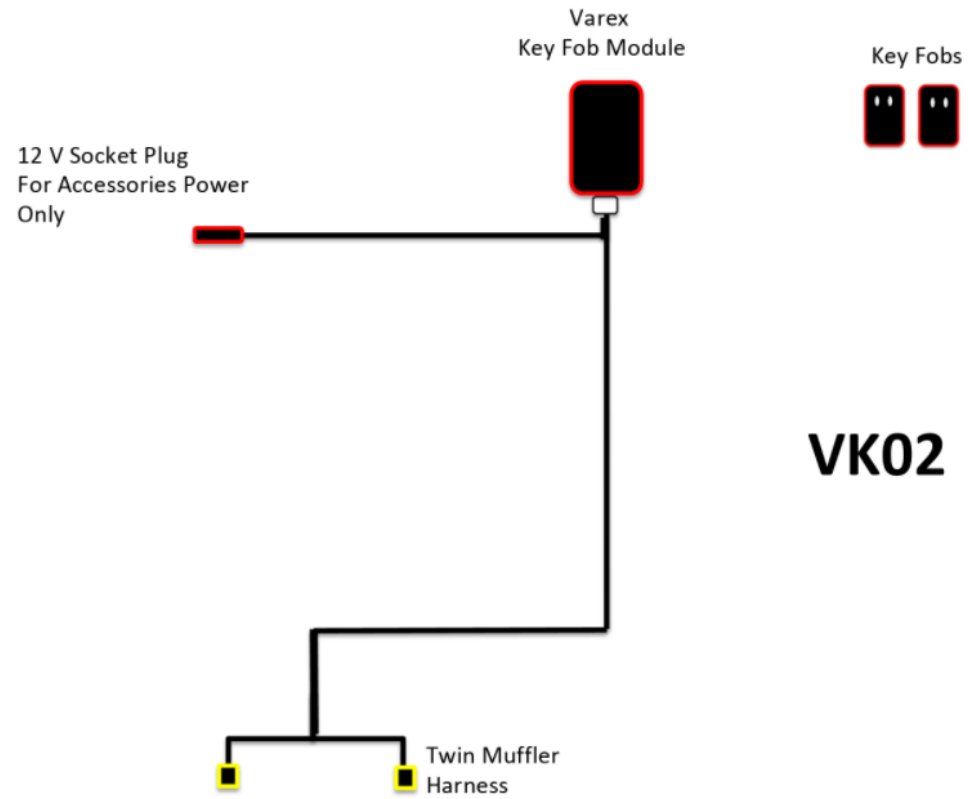 Varex
Key Fob Module
Key Fobs
12 V Socket Plug
For Accessories Power
Only
VK02
Twin Muffler
Harness